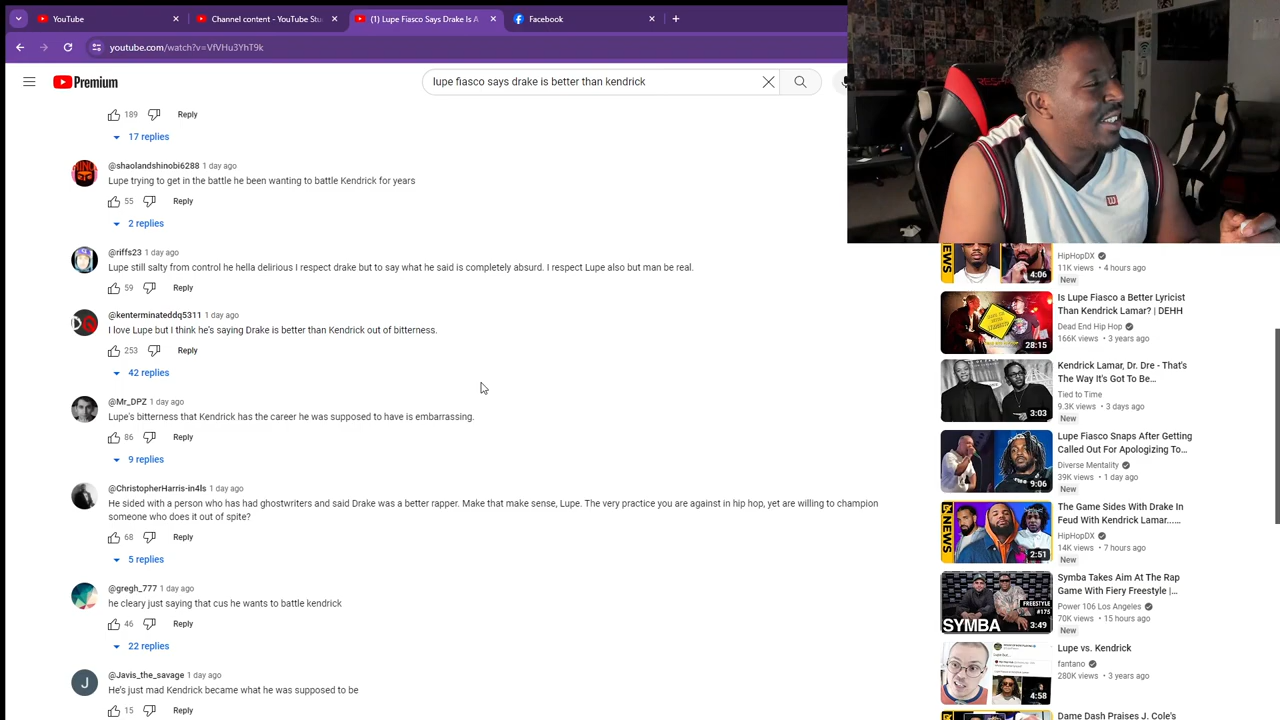 YouTube
Channel content - YouTube Stu
(1) Lupe Fiasco Says Drake Is A
Facebook
youtube.com/watch?v=VfVHu3YhT9k
Premium
lupe fiasco says drake is better than kendrick
189
Reply
17 replies
@shaolandshinobi6288 1 day ago
Lupe trying to get in the battle he been wanting to battle Kendrick for years
55
Reply
2 replies
@riffs23 1 day ago
Lupe still salty from control he hella delirious I respect drake but to say what he said is completely absurd. I respect Lupe also but man be real.
59
Reply
@kenterminateddq5311 1 day ago
I love Lupe but I think he's saying Drake is better than Kendrick out of bitterness.
253
Reply
42 replies
@Mr_DPZ 1 day ago
Lupe's bitterness that Kendrick has the career he was supposed to have is embarrassing.
86
Reply
9 replies
@ChristopherHarris-in4ls 1 day ago
He sided with a person who has had ghostwriters and said Drake was a better rapper. Make that make sense, Lupe. The very practice you are against in hip hop, yet are willing to champion
someone who does it out of spite?
68
Reply
5 replies
@gregh_777 1 day ago
he cleary just saying that cus he wants to battle kendrick
46
Reply
22 replies
J
@Java_the_savage 1 day ago
He's just mad Kendrick became what he was supposed to be
15
Reply
NEWS
4:06
HipHopDX
11K views • 4 hours ago
New
28:15
Is Lupe Fiasco a Better Lyricist
Than Kendrick Lamar? | DEHH
Dead End Hip Hop
166K views • 3 years ago
3:03
Kendrick Lamar, Dr. Dre - That's
The Way It's Got To Be...
Tied to Time
9.3K views • 3 days ago
New
9:06
Lupe Fiasco Snaps After Getting
Called Out For Apologizing To...
Diverse Mentality
39K views • 1 day ago
New
NEWS
2:51
The Game Sides With Drake In
Feud With Kendrick Lamar......
HipHopDX
14K views • 7 hours ago
New
SYMBA
FREESTYLE
#175
3:49
Symba Takes Aim At The Rap
Game With Fiery Freestyle |...
Power 106 Los Angeles
70K views • 15 hours ago
New
4:58
Lupe vs. Kendrick
fantano
280K views • 3 years ago
Dame Dash Praises J. Cole's